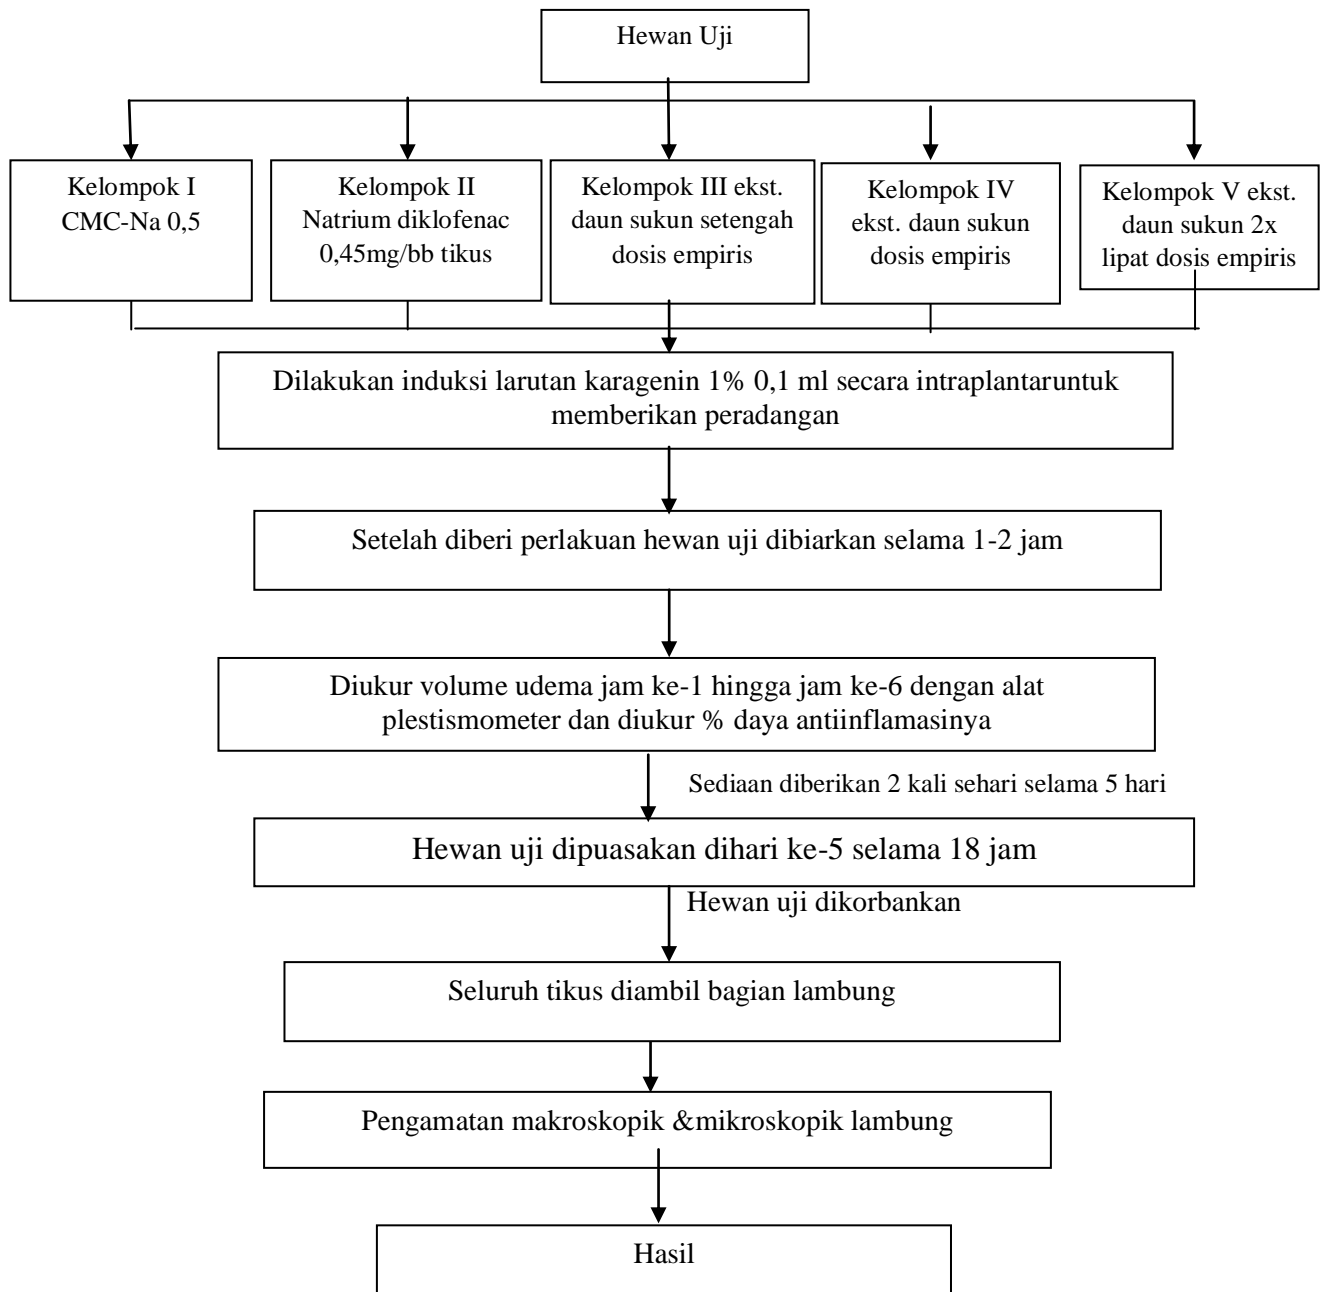 Hewan Uji
Kelompok I
CMC-Na 0,5
Kelompok II
Natrium diklofenac
0,45mg/bb tikus
Kelompok III ekst.
daun sukun setengah
dosis empiris
Kelompok IV
ekst. daun sukun
dosis empiris
Kelompok V ekst.
daun sukun 2x
lipat dosis empiris
Dilakukan induksi larutan karagenin 1% 0,1 ml secara intraplantaruntuk
memberikan peradangan
Setelah diberi perlakuan hewan uji dibiarkan selama 1-2 jam
Diukur volume udema jam ke-1 hingga jam ke-6 dengan alat
plestismometer dan diukur % daya antiinflamasinya
Sediaan diberikan 2 kali sehari selama 5 hari
Hewan uji dipuasakan dihari ke-5 selama 18 jam
Hewan uji dikorbankan
Seluruh tikus diambil bagian lambung
Pengamatan makroskopik &mikroskopik lambung
Hasil